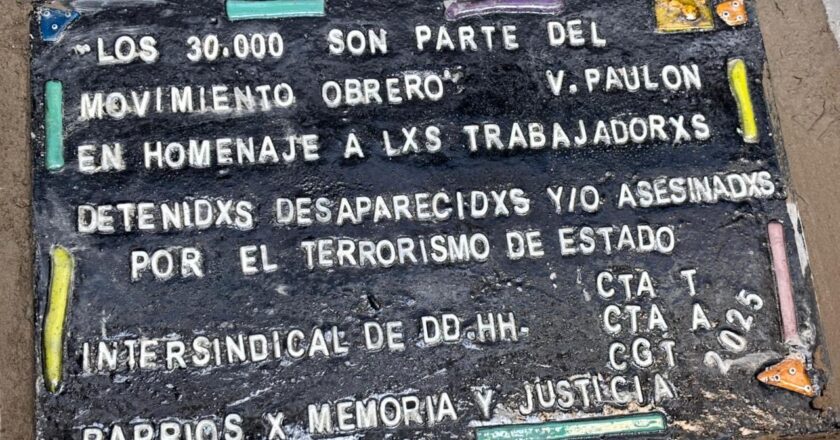 "LOS 30.000 SON PARTE DEL
MOVIMIENTO OBRERO" V. PAULON
EN HOMENAJE A LXS TRABAJADORXS
DETENIDXS DESAPARECIDXS Y/O ASESINADXS
POR EL TERRORISMO DE ESTADO
CTA T
INTERSINDICAL DE DD.HH. CTA A. 2025
CGT
BARRIOS X MEMORIA Y JUSTICIA